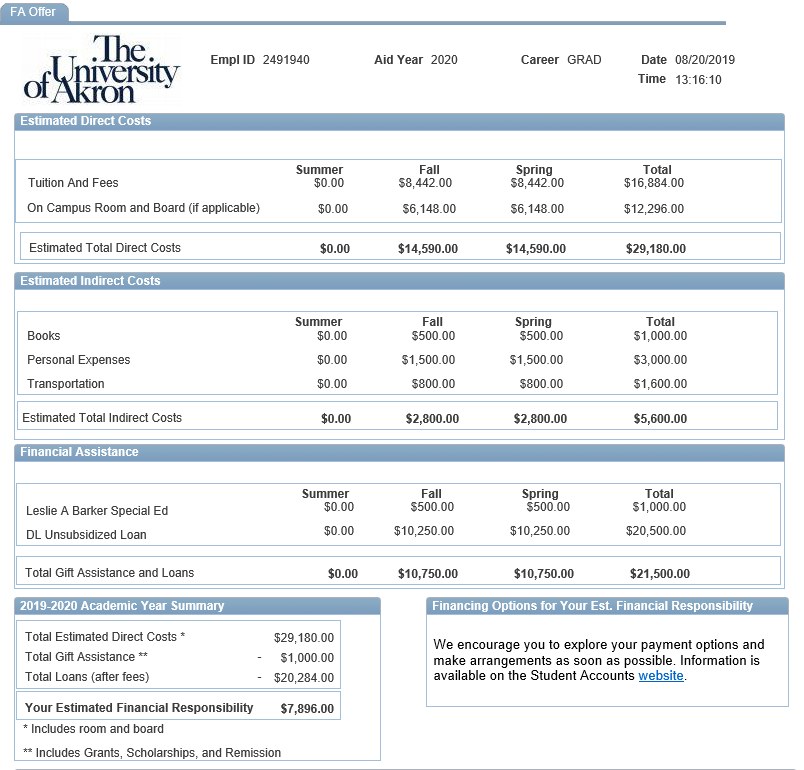 FA Offer
The University of Akron
Empl ID 2491940 Aid Year 2020 Career GRAD Date 08/20/2019
Time 13:16:10
Estimated Direct Costs
Summer Fall Spring Total
Tuition And Fees $0.00 $8,442.00 $8,442.00 $16,884.00
On Campus Room and Board (if applicable) $0.00 $6,148.00 $6,148.00 $12,296.00
Estimated Total Direct Costs $0.00 $14,590.00 $14,590.00 $29,180.00
Estimated Indirect Costs
Summer Fall Spring Total
Books $0.00 $500.00 $500.00 $1,000.00
Personal Expenses $0.00 $1,500.00 $1,500.00 $3,000.00
Transportation $0.00 $800.00 $800.00 $1,600.00
Estimated Total Indirect Costs $0.00 $2,800.00 $2,800.00 $5,600.00
Financial Assistance
Summer Fall Spring Total
Leslie A Barker Special Ed $0.00 $500.00 $500.00 $1,000.00
DL Unsubsidized Loan $0.00 $10,250.00 $10,250.00 $20,500.00
Total Gift Assistance and Loans $0.00 $10,750.00 $10,750.00 $21,500.00
2019-2020 Academic Year Summary
Total Estimated Direct Costs * $29,180.00
Total Gift Assistance ** - $1,000.00
Total Loans (after fees) - $20,284.00
Your Estimated Financial Responsibility $7,896.00
* Includes room and board
** Includes Grants, Scholarships, and Remission
Financing Options for Your Est. Financial Responsibility
We encourage you to explore your payment options and
make arrangements as soon as possible. Information is
available on the Student Accounts website.